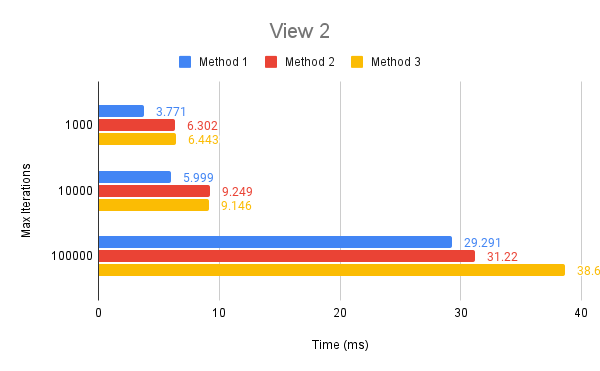 View 2
Method 1 Method 2 Method 3
Max Iterations
1000
3.771
6.302
6.443
10000
5.999
9.249
9.146
100000
29.291
31.22
38.6
0 10 20 30 40
Time (ms)